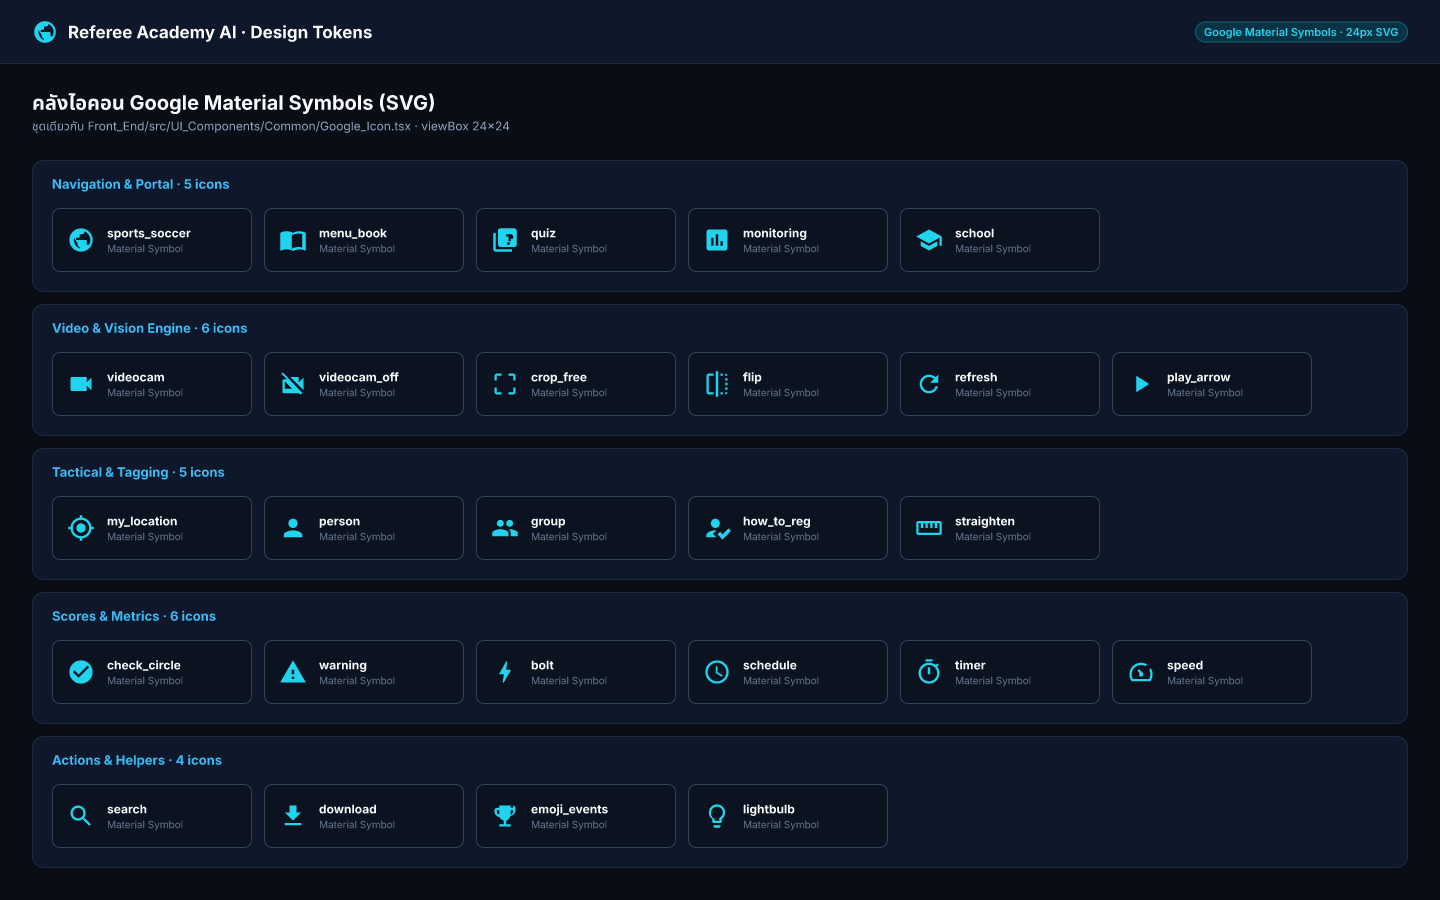 Referee Academy AI · Design Tokens
Google Material Symbols · 24px SVG
คลังไอคอน Google Material Symbols (SVG)
ชุดเดียวกับ Front_End/src/UI_Components/Common/Google_Icon.tsx · viewBox 24×24
Navigation & Portal · 5 icons
sports_soccer
Material Symbol
menu_book
Material Symbol
quiz
Material Symbol
monitoring
Material Symbol
school
Material Symbol
Video & Vision Engine · 6 icons
videocam
Material Symbol
videocam_off
Material Symbol
crop_free
Material Symbol
flip
Material Symbol
refresh
Material Symbol
play_arrow
Material Symbol
Tactical & Tagging · 5 icons
my_location
Material Symbol
person
Material Symbol
group
Material Symbol
how_to_reg
Material Symbol
straighten
Material Symbol
Scores & Metrics · 6 icons
check_circle
Material Symbol
warning
Material Symbol
bolt
Material Symbol
schedule
Material Symbol
timer
Material Symbol
speed
Material Symbol
Actions & Helpers · 4 icons
search
Material Symbol
download
Material Symbol
emoji_events
Material Symbol
lightbulb
Material Symbol